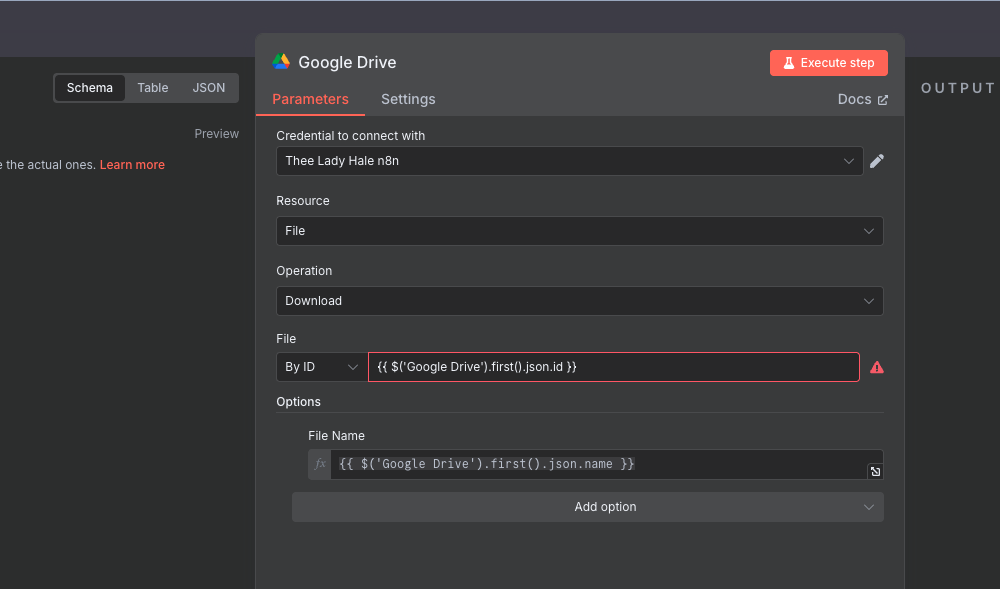 Google Drive
Execute step
Schema
Table
JSON
Parameters
Settings
Docs
OUTPUT
Preview
e the actual ones. Learn more
Credential to connect with
Thee Lady Hale n8n
Resource
File
Operation
Download
File
By ID
{{ $('Google Drive').first().json.id }}
Options
File Name
fx
{{ $('Google Drive').first().json.name }}
Add option